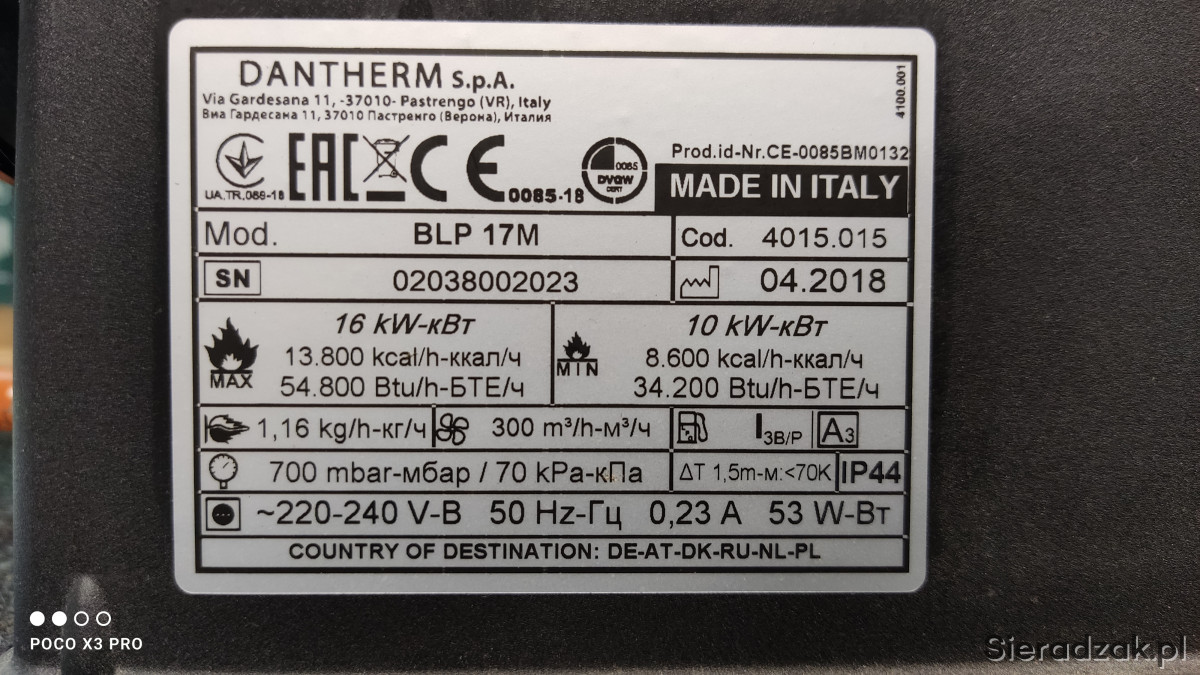 DANTHERM S.p.A.
Via Gardesana 11, -37010- Pastrengo (VR), Italy
Виа Гардесана 11, 37010 Пастренго (Верона), Италия
4100.001
UA.TR.089-18
EAC
CE
0085-18
0085
DVGW
CERT
Prod.id-Nr.CE-0085BM0132
MADE IN ITALY
Mod. BLP 17M Cod. 4015.015
SN 02038002023 04.2018
16 kW-кВт 10 kW-кВт
13.800 kcal/h-ккал/ч 8.600 kcal/h-ккал/ч
MAX 54.800 Btu/h-БТЕ/ч MIN 34.200 Btu/h-БТЕ/ч
1,16 kg/h-кг/ч 300 m³/h-м³/ч I3B/P A3
700 mbar-мбар / 70 kPa-кПа ΔT 1,5m-м:<70K IP44
~220-240 V-В 50 Hz-Гц 0,23 A 53 W-Вт
COUNTRY OF DESTINATION: DE-AT-DK-RU-NL-PL
POCO X3 PRO
Sieradzak.pl